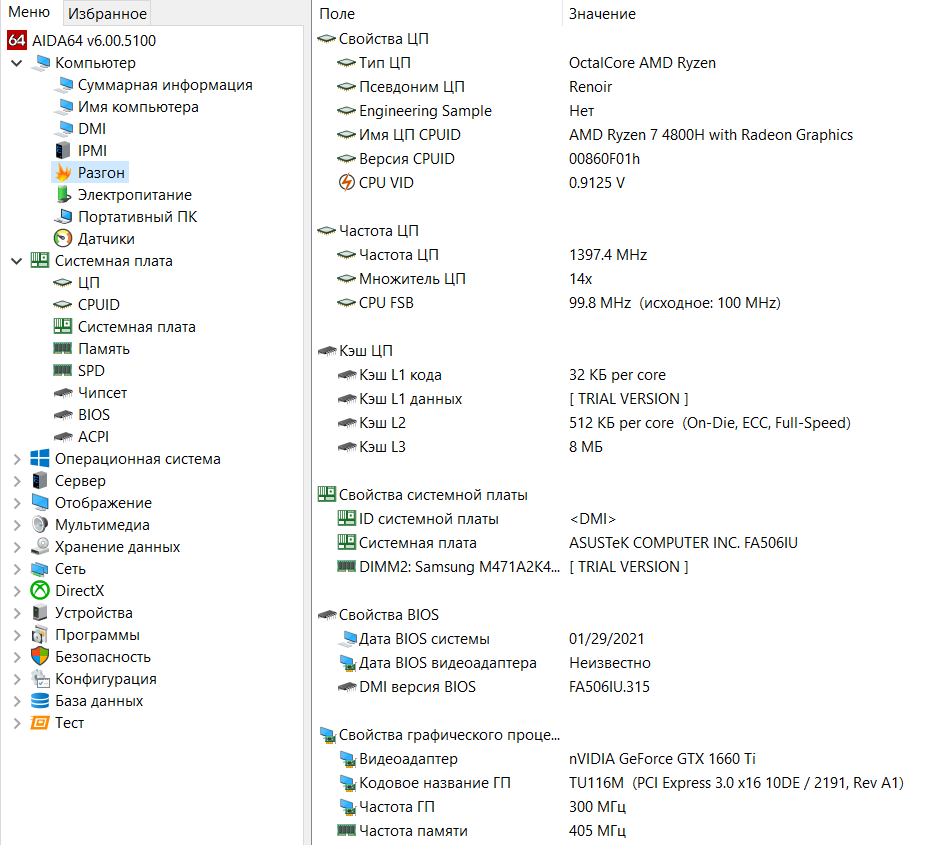 Меню
Избранное
AIDA64 v6.00.5100
Компьютер
Суммарная информация
Имя компьютера
DMI
IPMI
Разгон
Электропитание
Портативный ПК
Датчики
Системная плата
ЦП
CPUID
Системная плата
Память
SPD
Чипсет
BIOS
ACPI
Операционная система
Сервер
Отображение
Мультимедиа
Хранение данных
Сеть
DirectX
Устройства
Программы
Безопасность
Конфигурация
База данных
Тест
Поле Значение
Свойства ЦП
Тип ЦП OctalCore AMD Ryzen
Псевдоним ЦП Renoir
Engineering Sample Нет
Имя ЦП CPUID AMD Ryzen 7 4800H with Radeon Graphics
Версия CPUID 00860F01h
CPU VID 0.9125 V
Частота ЦП
Частота ЦП 1397.4 MHz
Множитель ЦП 14x
CPU FSB 99.8 MHz (исходное: 100 MHz)
Кэш ЦП
Кэш L1 кода 32 КБ per core
Кэш L1 данных [ TRIAL VERSION ]
Кэш L2 512 КБ per core (On-Die, ECC, Full-Speed)
Кэш L3 8 МБ
Свойства системной платы
ID системной платы <DMI>
Системная плата ASUSTeK COMPUTER INC. FA506IU
DIMM2: Samsung M471A2K4... [ TRIAL VERSION ]
Свойства BIOS
Дата BIOS системы 01/29/2021
Дата BIOS видеоадаптера Неизвестно
DMI версия BIOS FA506IU.315
Свойства графического проце...
Видеоадаптер nVIDIA GeForce GTX 1660 Ti
Кодовое название ГП TU116M (PCI Express 3.0 x16 10DE / 2191, Rev A1)
Частота ГП 300 МГц
Частота памяти 405 МГц